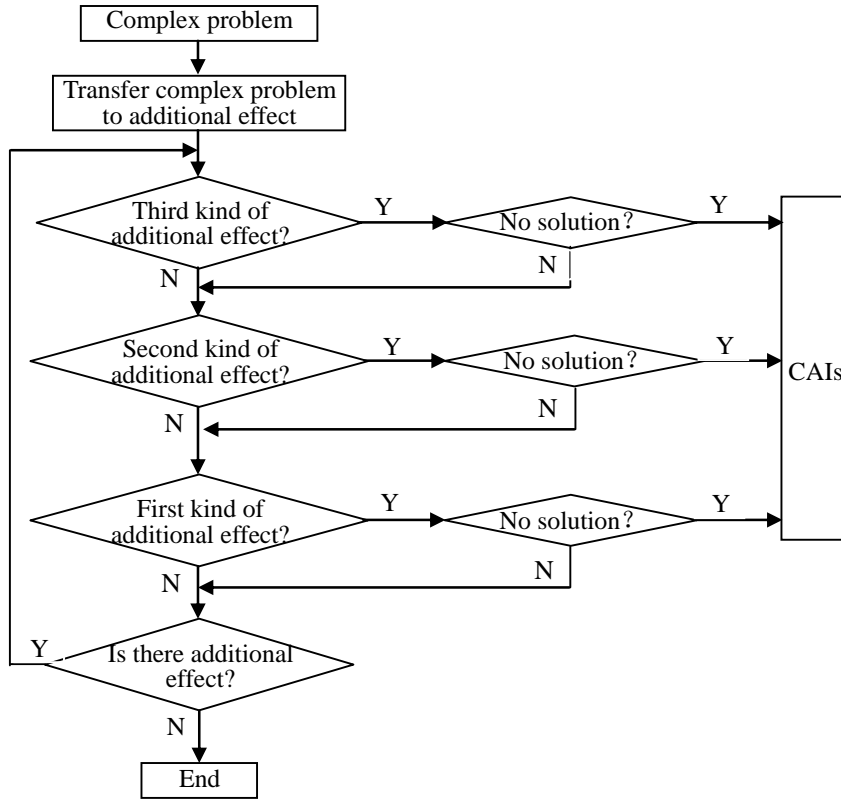 Complex problem
Transfer complex problem
to additional effect
Third kind of
additional effect?
Y
No solution？
Y
N
N
Second kind of
additional effect?
Y
No solution？
Y
CAIs
N
N
First kind of
additional effect?
Y
No solution？
Y
N
N
Y
Is there additional
effect?
N
End